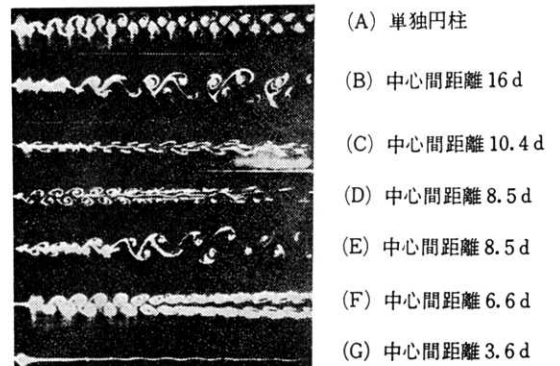 (A) 単独円柱
(B) 中心間距離 16 d
(C) 中心間距離 10.4 d
(D) 中心間距離 8.5 d
(E) 中心間距離 8.5 d
(F) 中心間距離 6.6 d
(G) 中心間距離 3.6 d